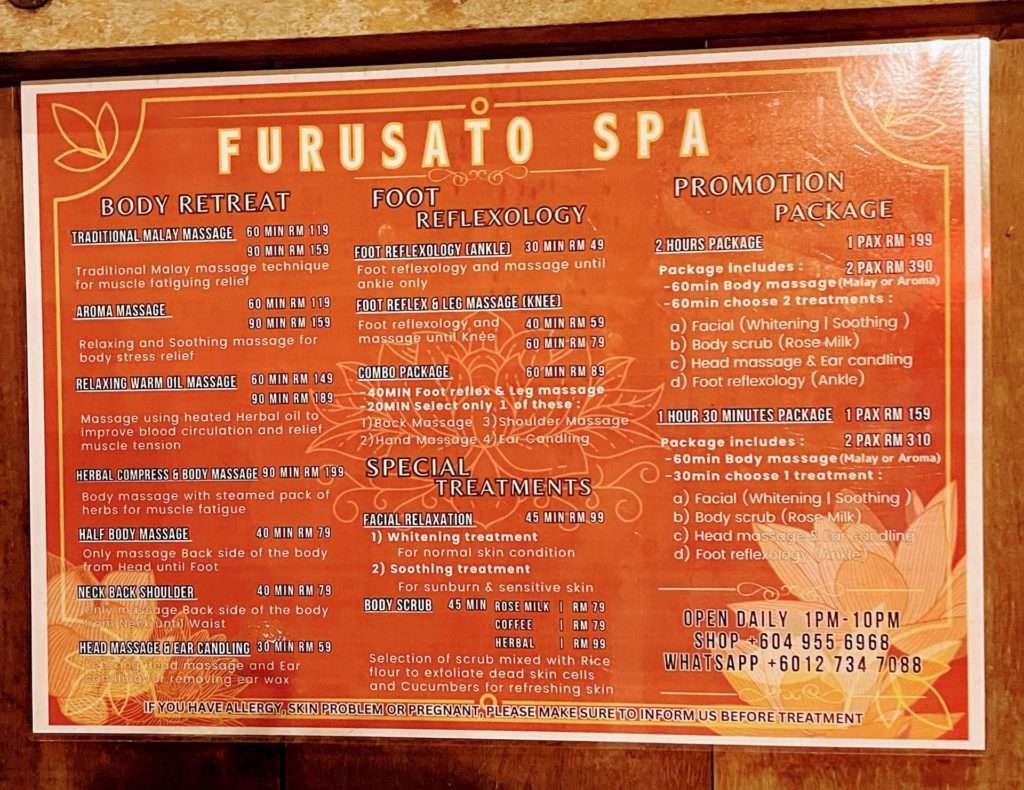 FURUSATO SPA
BODY RETREAT
TRADITIONAL MALAY MASSAGE 60 MIN RM 119
90 MIN RM 159
Traditional Malay massage technique
for muscle fatiguing relief
AROMA MASSAGE 60 MIN RM 119
90 MIN RM 159
Relaxing and Soothing massage for
body stress relief
RELAXING WARM OIL MASSAGE 60 MIN RM 149
90 MIN RM 189
Massage using heated Herbal oil to
improve blood circulation and relief
muscle tension
HERBAL COMPRESS & BODY MASSAGE 90 MIN RM 199
Body massage with steamed pack of
herbs for muscle fatigue
HALF BODY MASSAGE 40 MIN RM 79
Only massage Back side of the body
from Head until Foot
NECK BACK SHOULDER 40 MIN RM 79
Only massage Back side of the body
from Neck until Waist
HEAD MASSAGE & EAR CANDLING 30 MIN RM 59
Head massage and Ear
removing ear wax
FOOT
REFLEXOLOGY
FOOT REFLEXOLOGY (ANKLE) 30 MIN RM 49
Foot reflexology and massage until
ankle only
FOOT REFLEX & LEG MASSAGE (KNEE)
Foot reflexology and 40 MIN RM 59
massage until Knee 60 MIN RM 79
COMBO PACKAGE 60 MIN RM 89
-40MIN Foot reflex & Leg massage
-20MIN Select only 1 of these :
1)Back Massage 3)Shoulder Massage
2)Hand Massage 4)Ear Candling
SPECIAL
TREATMENTS
FACIAL RELAXATION 45 MIN RM 99
1) Whitening treatment
For normal skin condition
2) Soothing treatment
For sunburn & sensitive skin
BODY SCRUB 45 MIN ROSE MILK | RM 79
COFFEE | RM 79
HERBAL | RM 99
Selection of scrub mixed with Rice
flour to exfoliate dead skin cells
and Cucumbers for refreshing skin
PROMOTION
PACKAGE
2 HOURS PACKAGE 1 PAX RM 199
Package includes : 2 PAX RM 390
-60min Body massage(Malay or Aroma)
-60min choose 2 treatments :
a) Facial (Whitening | Soothing )
b) Body scrub (Rose Milk)
c) Head massage & Ear candling
d) Foot reflexology (Ankle)
1 HOUR 30 MINUTES PACKAGE 1 PAX RM 159
Package includes : 2 PAX RM 310
-60min Body massage(Malay or Aroma)
-30min choose 1 treatment :
a) Facial (Whitening | Soothing )
b) Body scrub (Rose Milk)
c) Head massage & Ear candling
d) Foot reflexology (Ankle)
OPEN DAILY 1PM-10PM
SHOP +604 955 6968
WHATSAPP +6012 734 7088
IF YOU HAVE ALLERGY, SKIN PROBLEM OR PREGNANT, PLEASE MAKE SURE TO INFORM US BEFORE TREATMENT